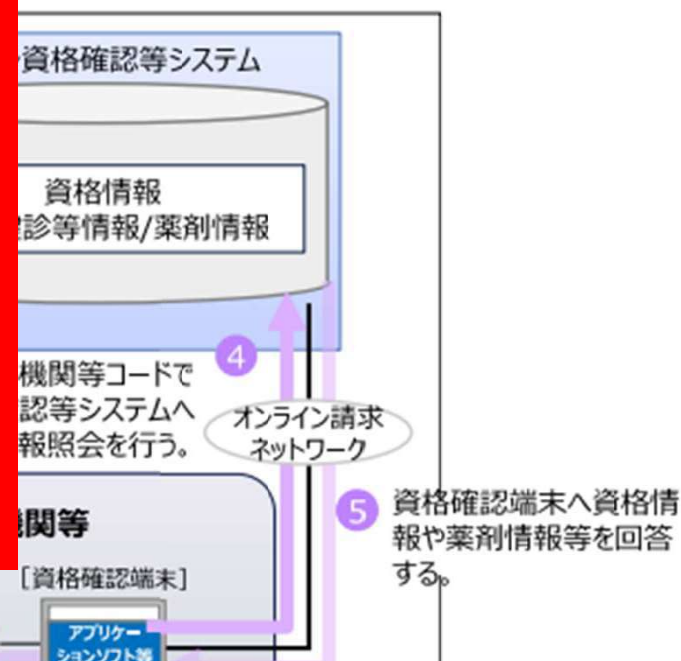 資格確認等システム
資格情報
診等情報/薬剤情報
4
機関等コードで
認等システムへ
報照会を行う。
オンライン請求
ネットワーク
5
資格確認端末へ資格情
報や薬剤情報等を回答
する。
関等
[資格確認端末]
アプリケー
ションソフト等